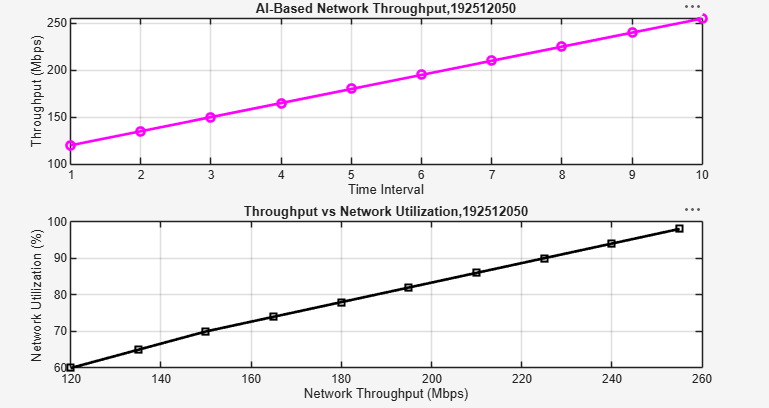 AI-Based Network Throughput,192512050
Throughput (Mbps)
250
200
150
100
1 2 3 4 5 6 7 8 9 10
Time Interval
Throughput vs Network Utilization,192512050
Network Utilization (%)
100
90
80
70
60
120 140 160 180 200 220 240 260
Network Throughput (Mbps)